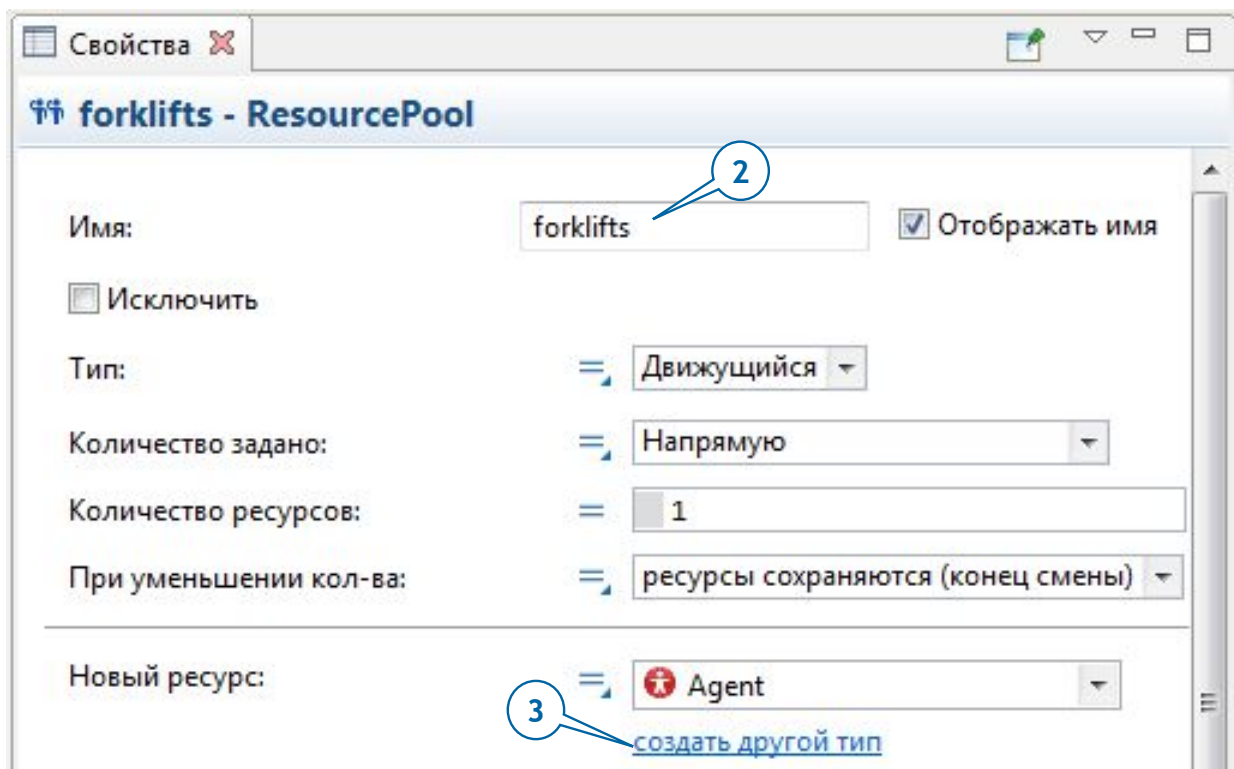 Свойства
forklifts - ResourcePool
2
Имя: forklifts Отображать имя
Исключить
Тип: Движущийся
Количество задано: Напрямую
Количество ресурсов: 1
При уменьшении кол-ва: ресурсы сохраняются (конец смены)
Новый ресурс: Agent
3
создать другой тип